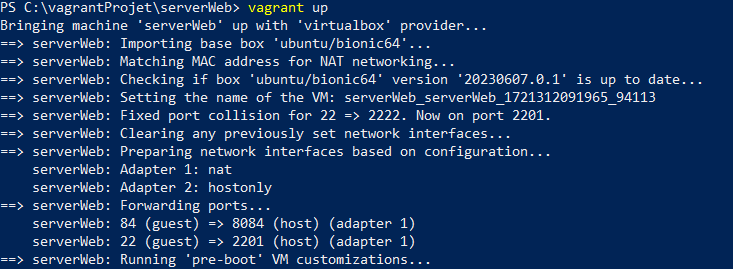 PS C:\vagrantProjet\serverWeb> vagrant up
Bringing machine 'serverWeb' up with 'virtualbox' provider...
==> serverWeb: Importing base box 'ubuntu/bionic64'...
==> serverWeb: Matching MAC address for NAT networking...
==> serverWeb: Checking if box 'ubuntu/bionic64' version '20230607.0.1' is up to date...
==> serverWeb: Setting the name of the VM: serverWeb_serverWeb_1721312091965_94113
==> serverWeb: Fixed port collision for 22 => 2222. Now on port 2201.
==> serverWeb: Clearing any previously set network interfaces...
==> serverWeb: Preparing network interfaces based on configuration...
    serverWeb: Adapter 1: nat
    serverWeb: Adapter 2: hostonly
==> serverWeb: Forwarding ports...
    serverWeb: 84 (guest) => 8084 (host) (adapter 1)
    serverWeb: 22 (guest) => 2201 (host) (adapter 1)
==> serverWeb: Running 'pre-boot' VM customizations...